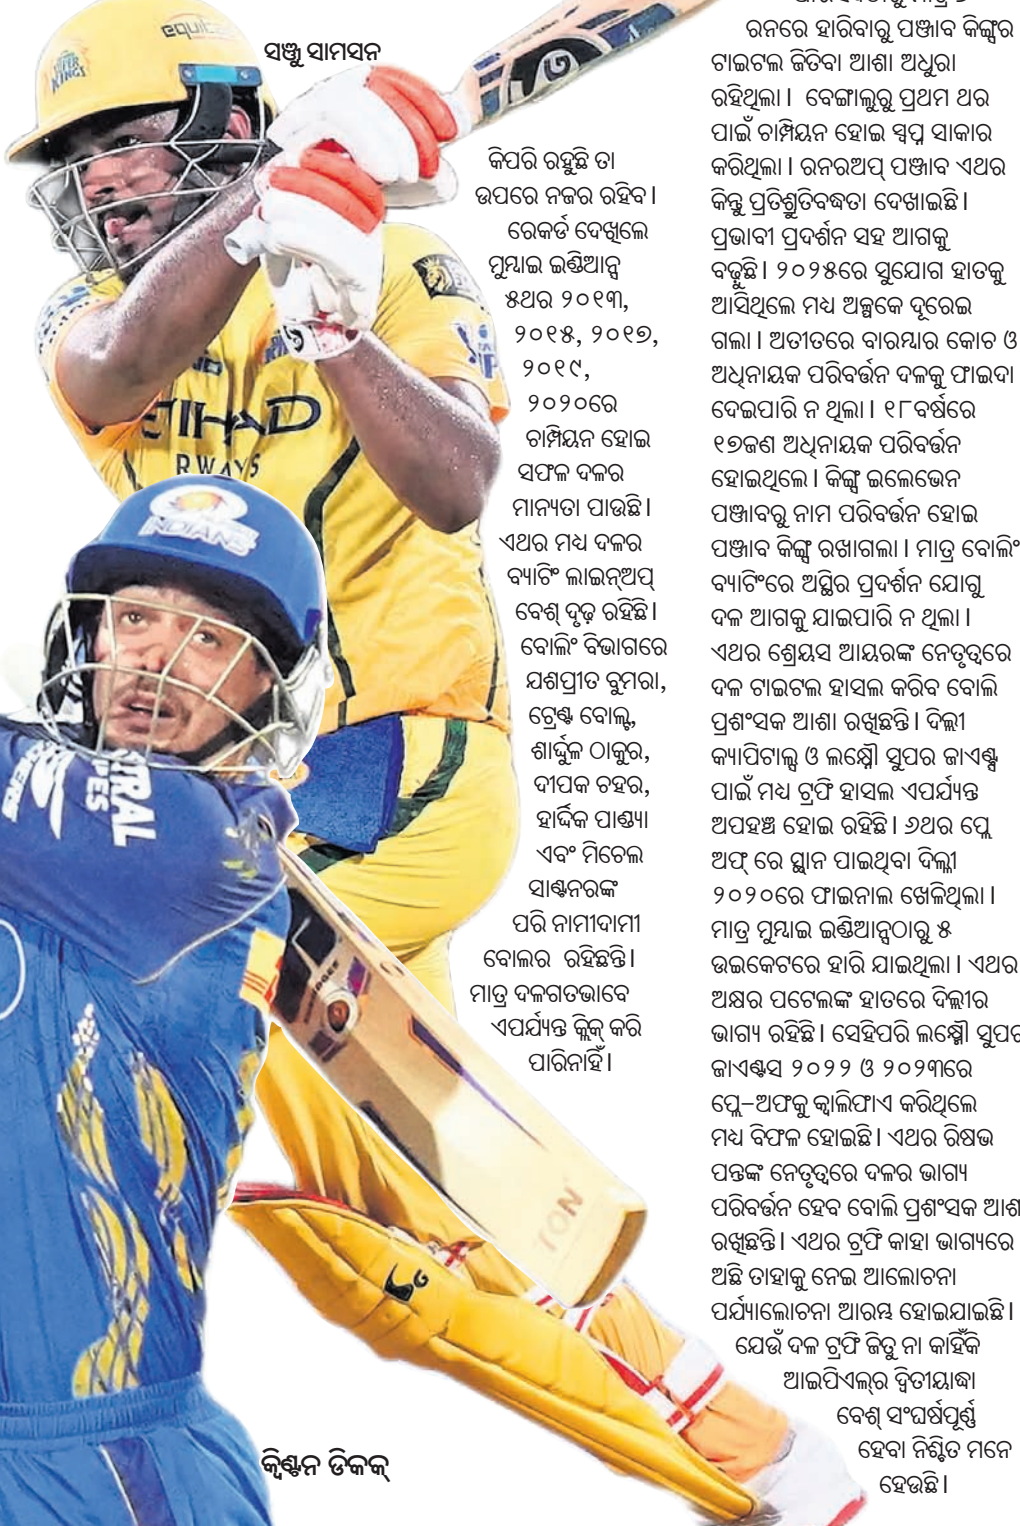 ସଞ୍ଜୁ ସାମସନ
କିପରି ରହୁଛି ତା
ଉପରେ ନଜର ରହିବ।
ରେକର୍ଡ ଦେଖିଲେ
ମୁମ୍ବାଇ ଇଣ୍ଡିଆନ୍ସ
୫ଥର ୨୦୧୩,
୨୦୧୫, ୨୦୧୭,
୨୦୧୯,
୨୦୨୦ରେ
ଚାମ୍ପିୟନ ହୋଇ
ସଫଳ ଦଳର
ମାନ୍ୟତା ପାଉଛି।
ଏଥର ମଧ୍ୟ ଦଳର
ବ୍ୟାଟିଂ ଲାଇନ୍‌ଅପ୍
ବେଶ୍ ଦୃଢ଼ ରହିଛି।
ବୋଲିଂ ବିଭାଗରେ
ଯଶପ୍ରୀତ ବୁମରା,
ଟ୍ରେଣ୍ଟ ବୋଲ୍ଟ,
ଶାର୍ଦ୍ଦୁଳ ଠାକୁର,
ଦୀପକ ଚହର,
ହାର୍ଦ୍ଦିକ ପାଣ୍ଡ୍ୟା
ଏବଂ ମିଚେଲ
ସାଣ୍ଟନରଙ୍କ
ପରି ନାମୀଦାମୀ
ବୋଲର ରହିଛନ୍ତି।
ମାତ୍ର ଦଳଗତଭାବେ
ଏପର୍ଯ୍ୟନ୍ତ କ୍ଲିକ୍ କରି
ପାରିନାହିଁ।
ରନରେ ହାରିବାରୁ ପଞ୍ଜାବ କିଙ୍ଗ୍ସର
ଟାଇଟଲ ଜିତିବା ଆଶା ଅଧୁରା
ରହିଥିଲା। ବେଙ୍ଗାଲୁରୁ ପ୍ରଥମ ଥର
ପାଇଁ ଚାମ୍ପିୟନ ହୋଇ ସ୍ୱପ୍ନ ସାକାର
କରିଥିଲା। ରନରଅପ୍ ପଞ୍ଜାବ ଏଥର
କିନ୍ତୁ ପ୍ରତିଶ୍ରୁତିବଦ୍ଧତା ଦେଖାଇଛି।
ପ୍ରଭାବୀ ପ୍ରଦର୍ଶନ ସହ ଆଗକୁ
ବଢ଼ୁଛି। ୨୦୨୫ରେ ସୁଯୋଗ ହାତକୁ
ଆସିଥିଲେ ମଧ୍ୟ ଅଳ୍ପକେ ଦୂରେଇ
ଗଲା। ଅତୀତରେ ବାରମ୍ବାର କୋଚ ଓ
ଅଧିନାୟକ ପରିବର୍ତ୍ତନ ଦଳକୁ ଫାଇଦା
ଦେଇପାରି ନ ଥିଲା। ୧୮ବର୍ଷରେ
୧୭ଜଣ ଅଧିନାୟକ ପରିବର୍ତ୍ତନ
ହୋଇଥିଲେ। କିଙ୍ଗ୍ସ ଇଲେଭେନ
ପଞ୍ଜାବରୁ ନାମ ପରିବର୍ତ୍ତନ ହୋଇ
ପଞ୍ଜାବ କିଙ୍ଗ୍ସ ରଖାଗଲା। ମାତ୍ର ବୋଲିଂ
ବ୍ୟାଟିଂରେ ଅସ୍ଥିର ପ୍ରଦର୍ଶନ ଯୋଗୁ
ଦଳ ଆଗକୁ ଯାଇପାରି ନ ଥିଲା।
ଏଥର ଶ୍ରେୟସ ଆୟରଙ୍କ ନେତୃତ୍ୱରେ
ଦଳ ଟାଇଟଲ ହାସଲ କରିବ ବୋଲି
ପ୍ରଶଂସକ ଆଶା ରଖିଛନ୍ତି। ଦିଲ୍ଲୀ
କ୍ୟାପିଟାଲ୍ସ ଓ ଲକ୍ଷ୍ନୌ ସୁପର ଜାଏଣ୍ଟ୍ସ
ପାଇଁ ମଧ୍ୟ ଟ୍ରଫି ହାସଲ ଏପର୍ଯ୍ୟନ୍ତ
ଅପହଞ୍ଚ ହୋଇ ରହିଛି। ୬ଥର ପ୍ଲେ
ଅଫ୍ ରେ ସ୍ଥାନ ପାଇଥିବା ଦିଲ୍ଲୀ
୨୦୨୦ରେ ଫାଇନାଲ ଖେଳିଥିଲା।
ମାତ୍ର ମୁମ୍ବାଇ ଇଣ୍ଡିଆନ୍ସଠାରୁ ୫
ଉଇକେଟରେ ହାରି ଯାଇଥିଲା। ଏଥର
ଅକ୍ଷର ପଟେଲଙ୍କ ହାତରେ ଦିଲ୍ଲୀର
ଭାଗ୍ୟ ରହିଛି। ସେହିପରି ଲକ୍ଷ୍ନୌ ସୁପର
ଜାଏଣ୍ଟସ ୨୦୨୨ ଓ ୨୦୨୩ରେ
ପ୍ଲେ-ଅଫକୁ କ୍ୱାଲିଫାଏ କରିଥିଲେ
ମଧ୍ୟ ବିଫଳ ହୋଇଛି। ଏଥର ରିଷଭ
ପନ୍ତଙ୍କ ନେତୃତ୍ୱରେ ଦଳର ଭାଗ୍ୟ
ପରିବର୍ତ୍ତନ ହେବ ବୋଲି ପ୍ରଶଂସକ ଆଶ
ରଖିଛନ୍ତି। ଏଥର ଟ୍ରଫି କାହା ଭାଗ୍ୟରେ
ଅଛି ତାହାକୁ ନେଇ ଆଲୋଚନା
ପର୍ଯ୍ୟାଲୋଚନା ଆରମ୍ଭ ହୋଇଯାଇଛି।
ଯେଉଁ ଦଳ ଟ୍ରଫି ଜିତୁ ନା କାହିଁକି
ଆଇପିଏଲ୍‌ର ଦ୍ୱିତୀୟାଦ୍ଧା
ବେଶ୍ ସଂଘର୍ଷପୂର୍ଣ୍ଣ
ହେବା ନିଶ୍ଚିତ ମନେ
ହେଉଛି।
ETIHAD
RWAYS
INDIANS
KINGS
TON
SG
କ୍ୱିଣ୍ଟନ ଡିକକ୍